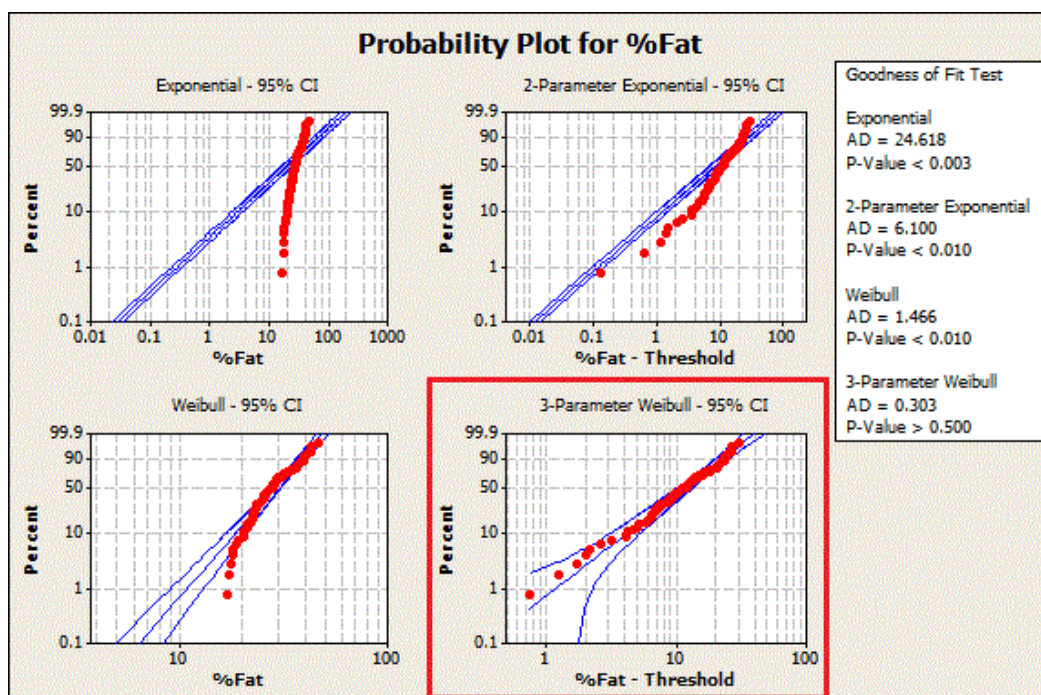 Probability Plot for %Fat
Exponential - 95% CI
99.9
90
50
10
1
0.1
Percent
0.01 0.1 1 10 100 1000
%Fat
2-Parameter Exponential - 95% CI
99.9
90
50
10
1
0.1
Percent
0.01 0.1 1 10 100
%Fat - Threshold
Weibull - 95% CI
99.9
90
50
10
1
0.1
Percent
10 100
%Fat
3-Parameter Weibull - 95% CI
99.9
90
50
10
1
0.1
Percent
1 10 100
%Fat - Threshold
Goodness of Fit Test
Exponential
AD = 24.618
P-Value < 0.003
2-Parameter Exponential
AD = 6.100
P-Value < 0.010
Weibull
AD = 1.466
P-Value < 0.010
3-Parameter Weibull
AD = 0.303
P-Value > 0.500